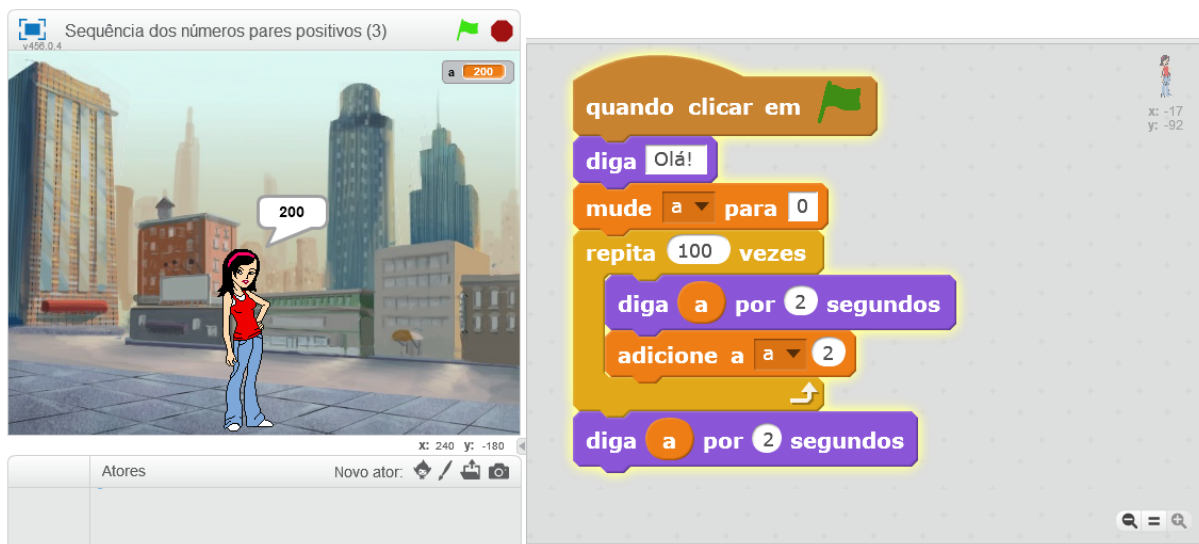 Sequência dos números pares positivos (3)
v456.0.4
a 200
200
x: 240 y: -180
Atores
Novo ator:
quando clicar em
diga Olá!
mude a para 0
repita 100 vezes
diga a por 2 segundos
adicione a a 2
diga a por 2 segundos
x: -17
y: -92